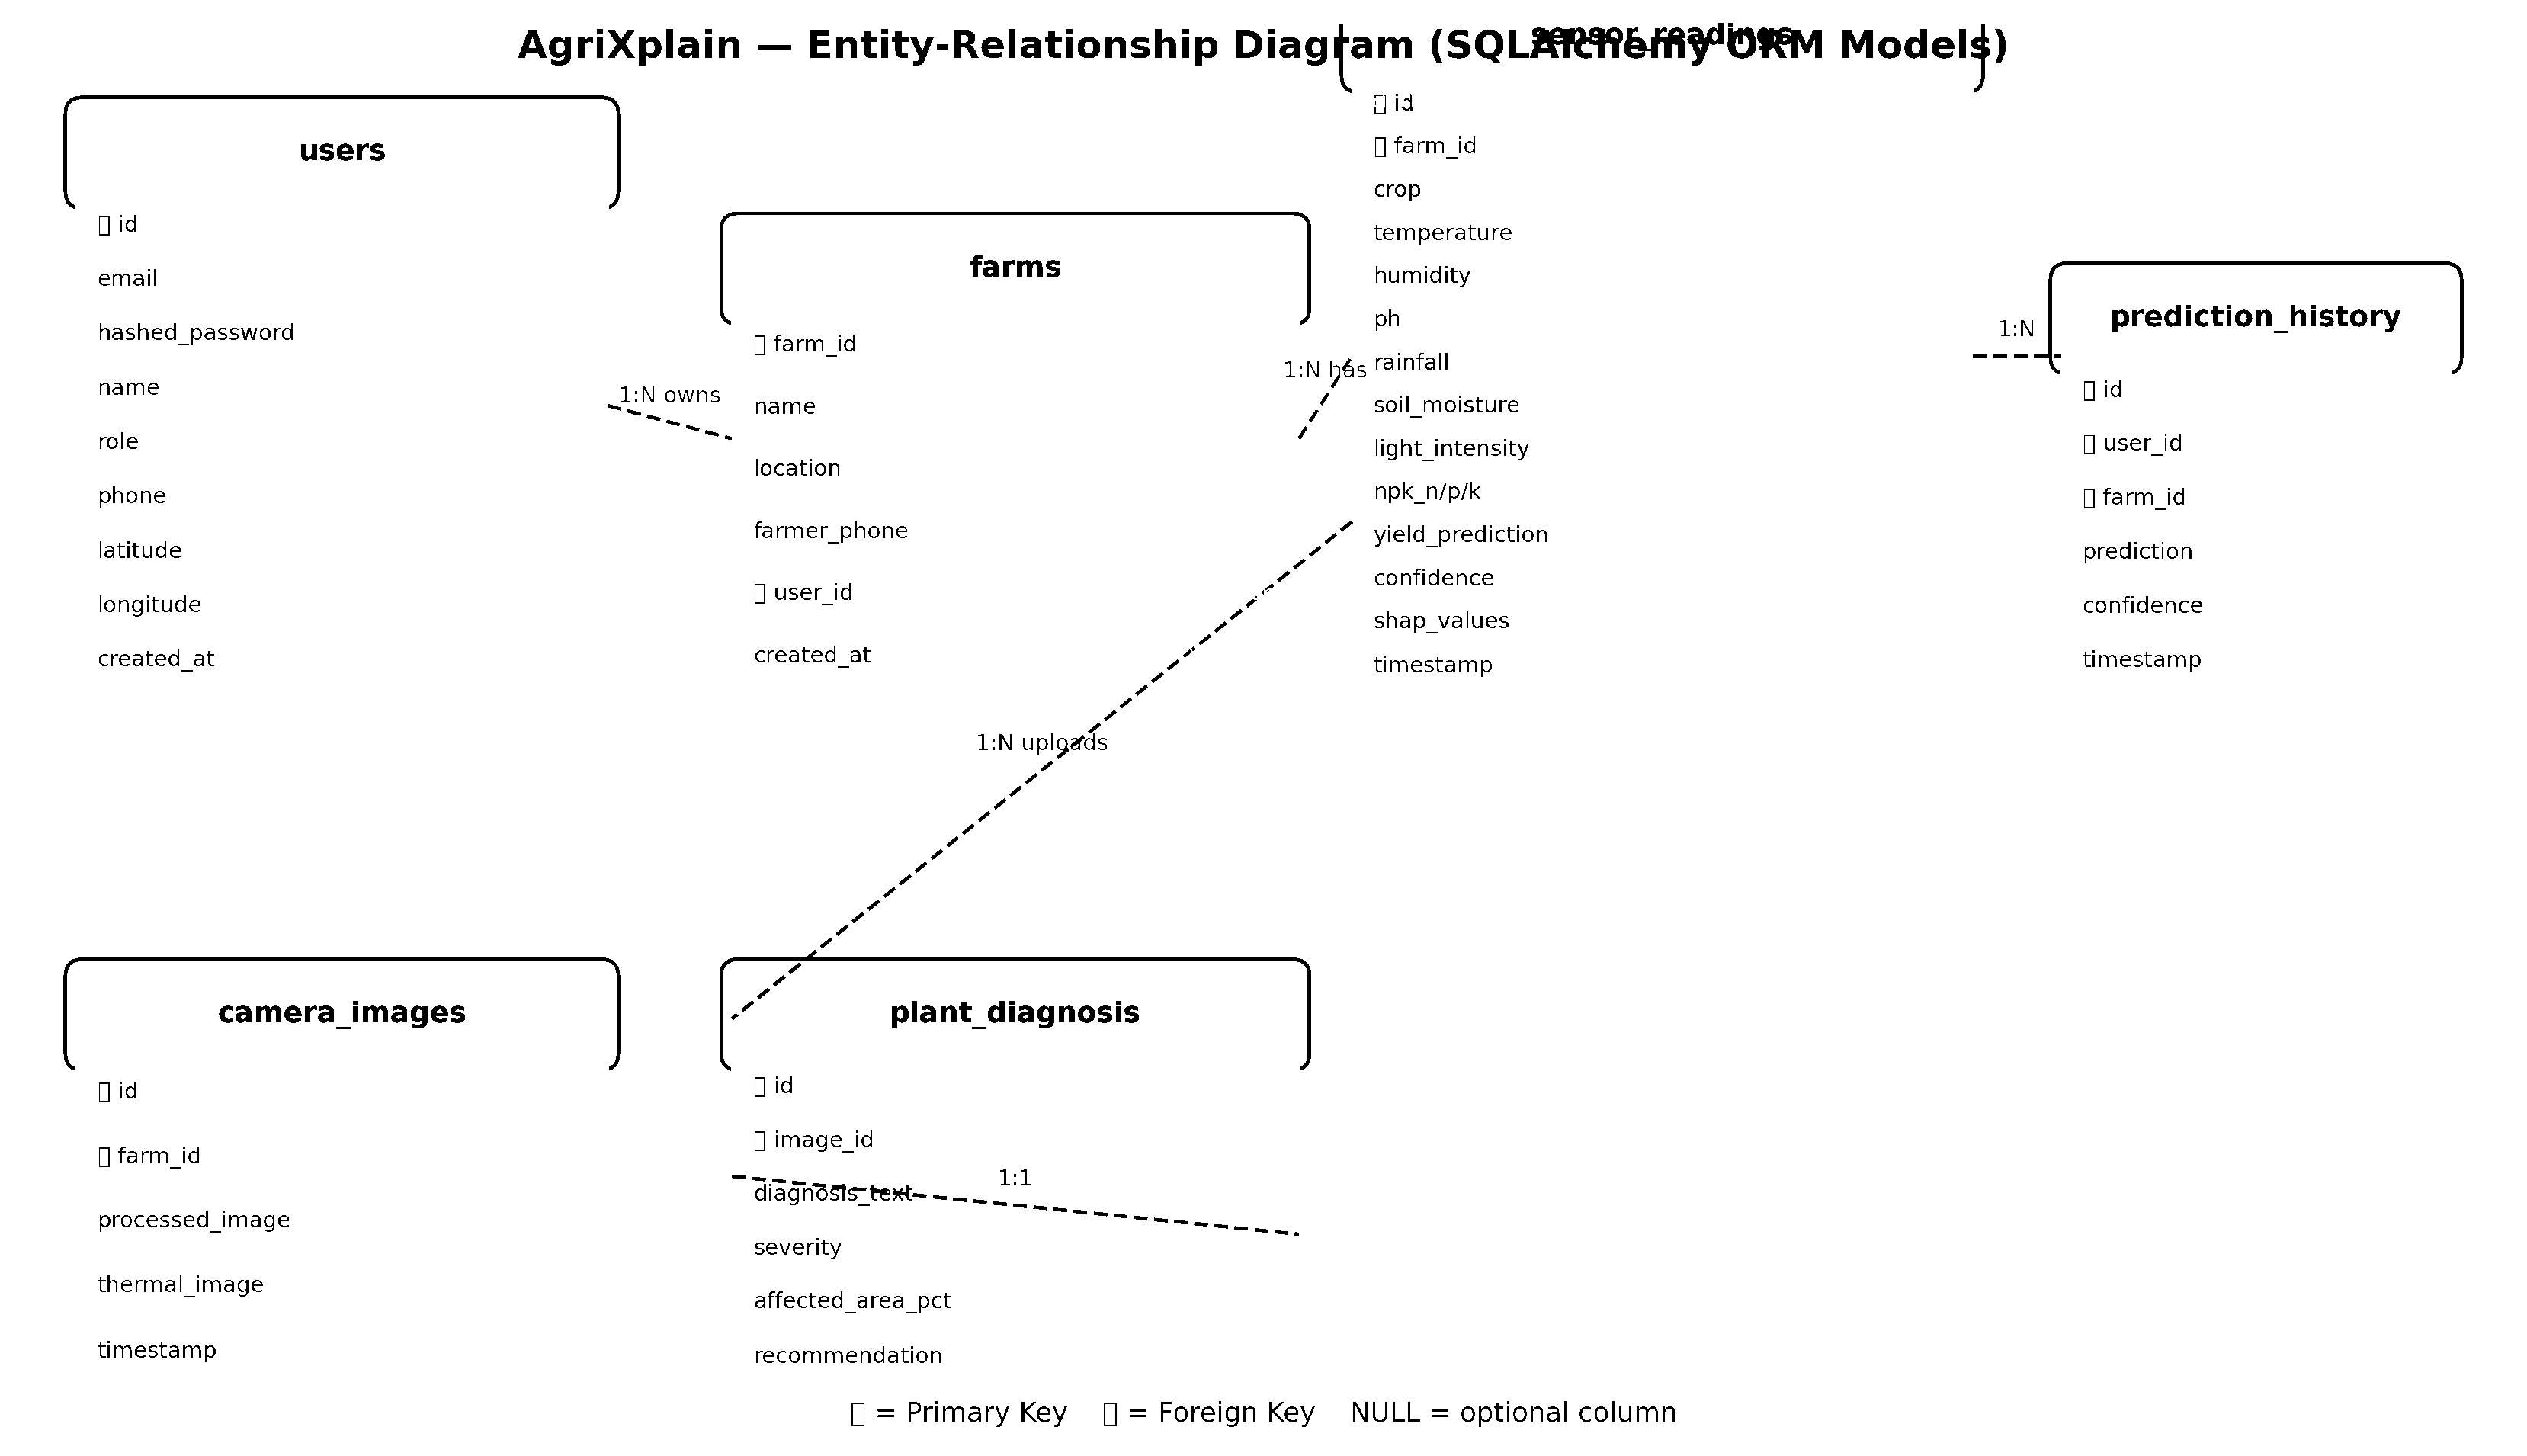 AgriXplain — Entity-Relationship Diagram (SQLAlchemy ORM Models)
users
id
email
hashed_password
name
role
phone
latitude
longitude
created_at
1:N owns
farms
farm_id
name
location
farmer_phone
user_id
created_at
1:N has
sensor_readings
id
farm_id
crop
temperature
humidity
ph
rainfall
soil_moisture
light_intensity
npk_n/p/k
yield_prediction
confidence
shap_values
timestamp
1:N
prediction_history
id
user_id
farm_id
prediction
confidence
timestamp
1:N uploads
camera_images
id
farm_id
processed_image
thermal_image
timestamp
plant_diagnosis
id
image_id
1:1
diagnosis_text
severity
affected_area_pct
recommendation
= Primary Key = Foreign Key NULL = optional column